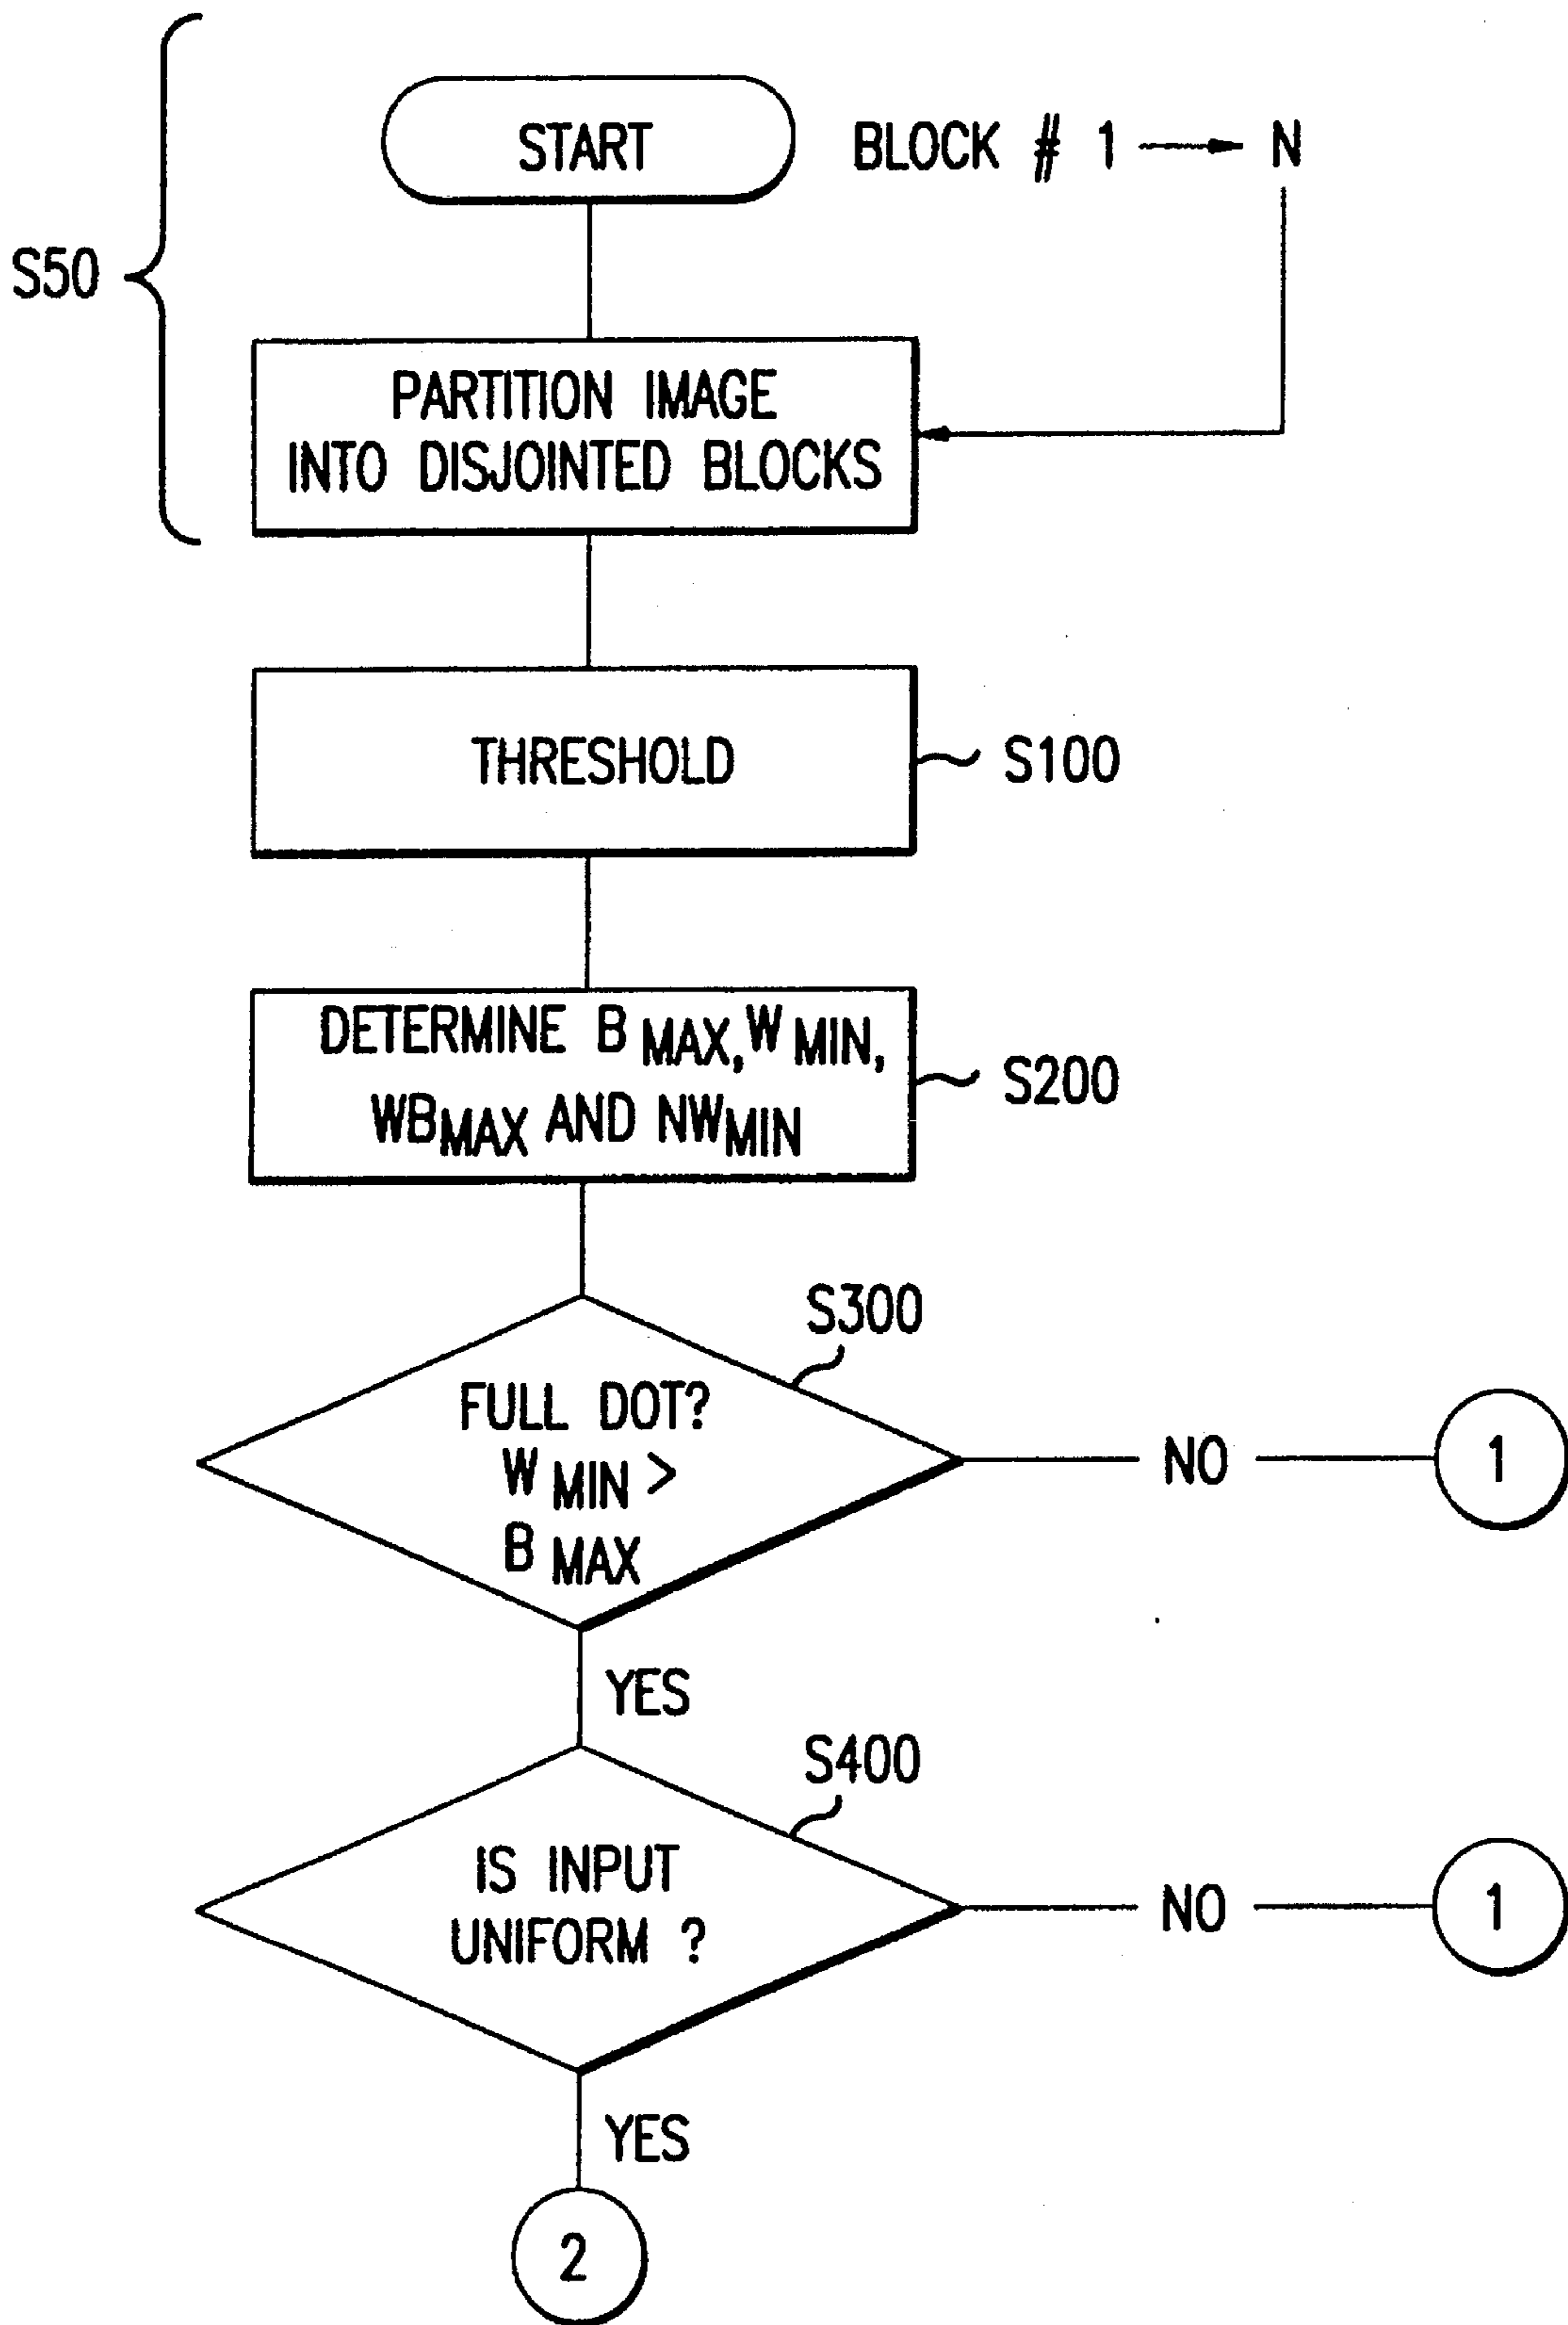 START
BLOCK # 1 → N
S50
PARTITION IMAGE
INTO DISJOINTED BLOCKS
THRESHOLD
S100
DETERMINE B MAX, W MIN,
WB MAX AND NW MIN
S200
S300
FULL DOT?
W MIN >
B MAX
NO
1
YES
S400
IS INPUT
UNIFORM ?
NO
1
YES
2